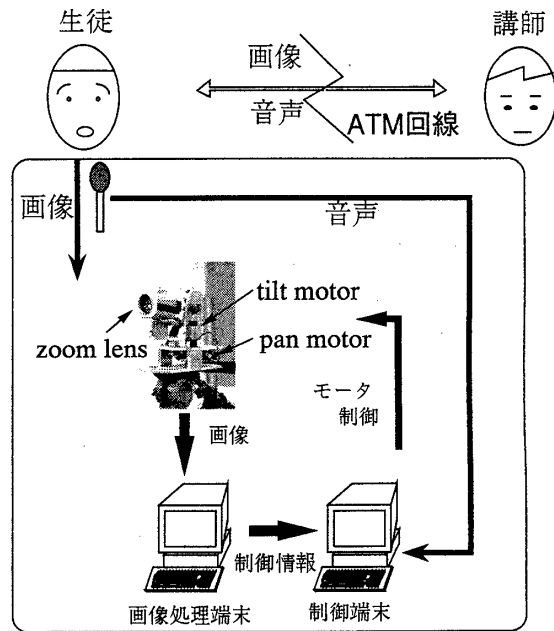 生徒
講師
画像
音声
ATM回線
画像
音声
tilt motor
zoom lens
pan motor
モータ
制御
画像
制御情報
画像処理端末
制御端末